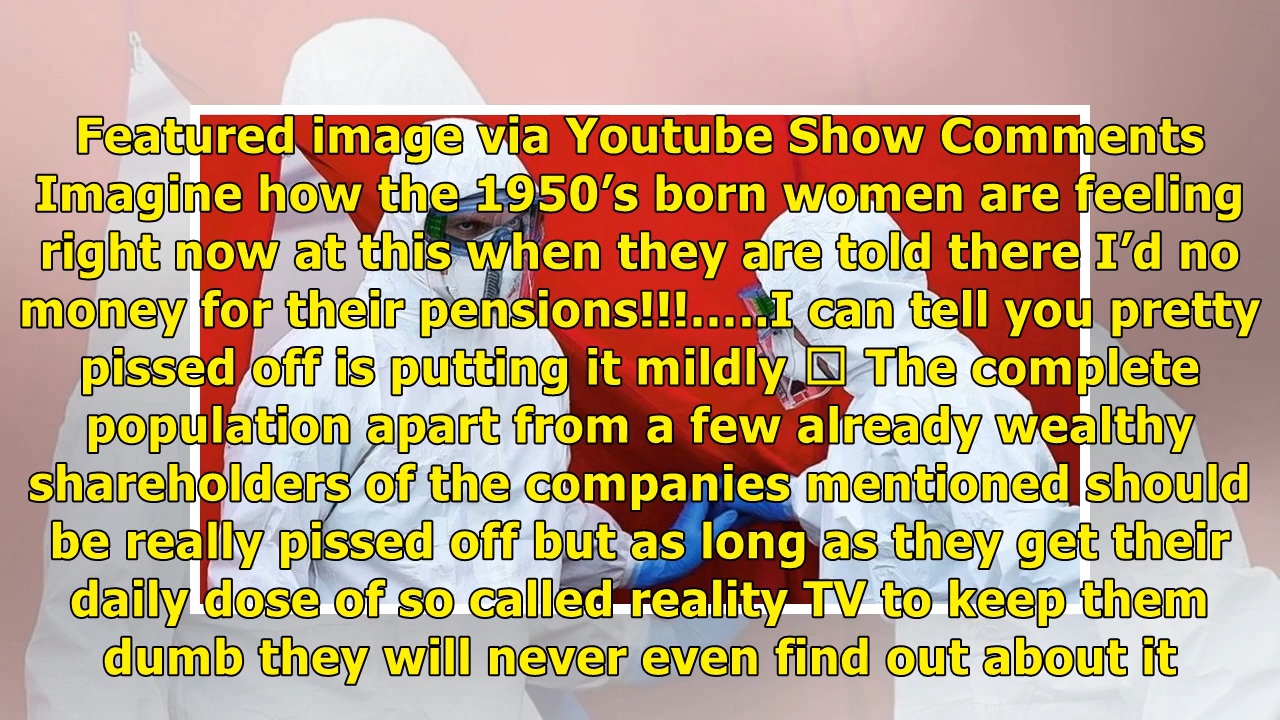 Featured image via Youtube Show Comments
Imagine how the 1950’s born women are feeling
right now at this when they are told there I’d no
money for their pensions!!!......I can tell you pretty
pissed off is putting it mildly □ The complete
population apart from a few already wealthy
shareholders of the companies mentioned should
be really pissed off but as long as they get their
daily dose of so called reality TV to keep them
dumb they will never even find out about it